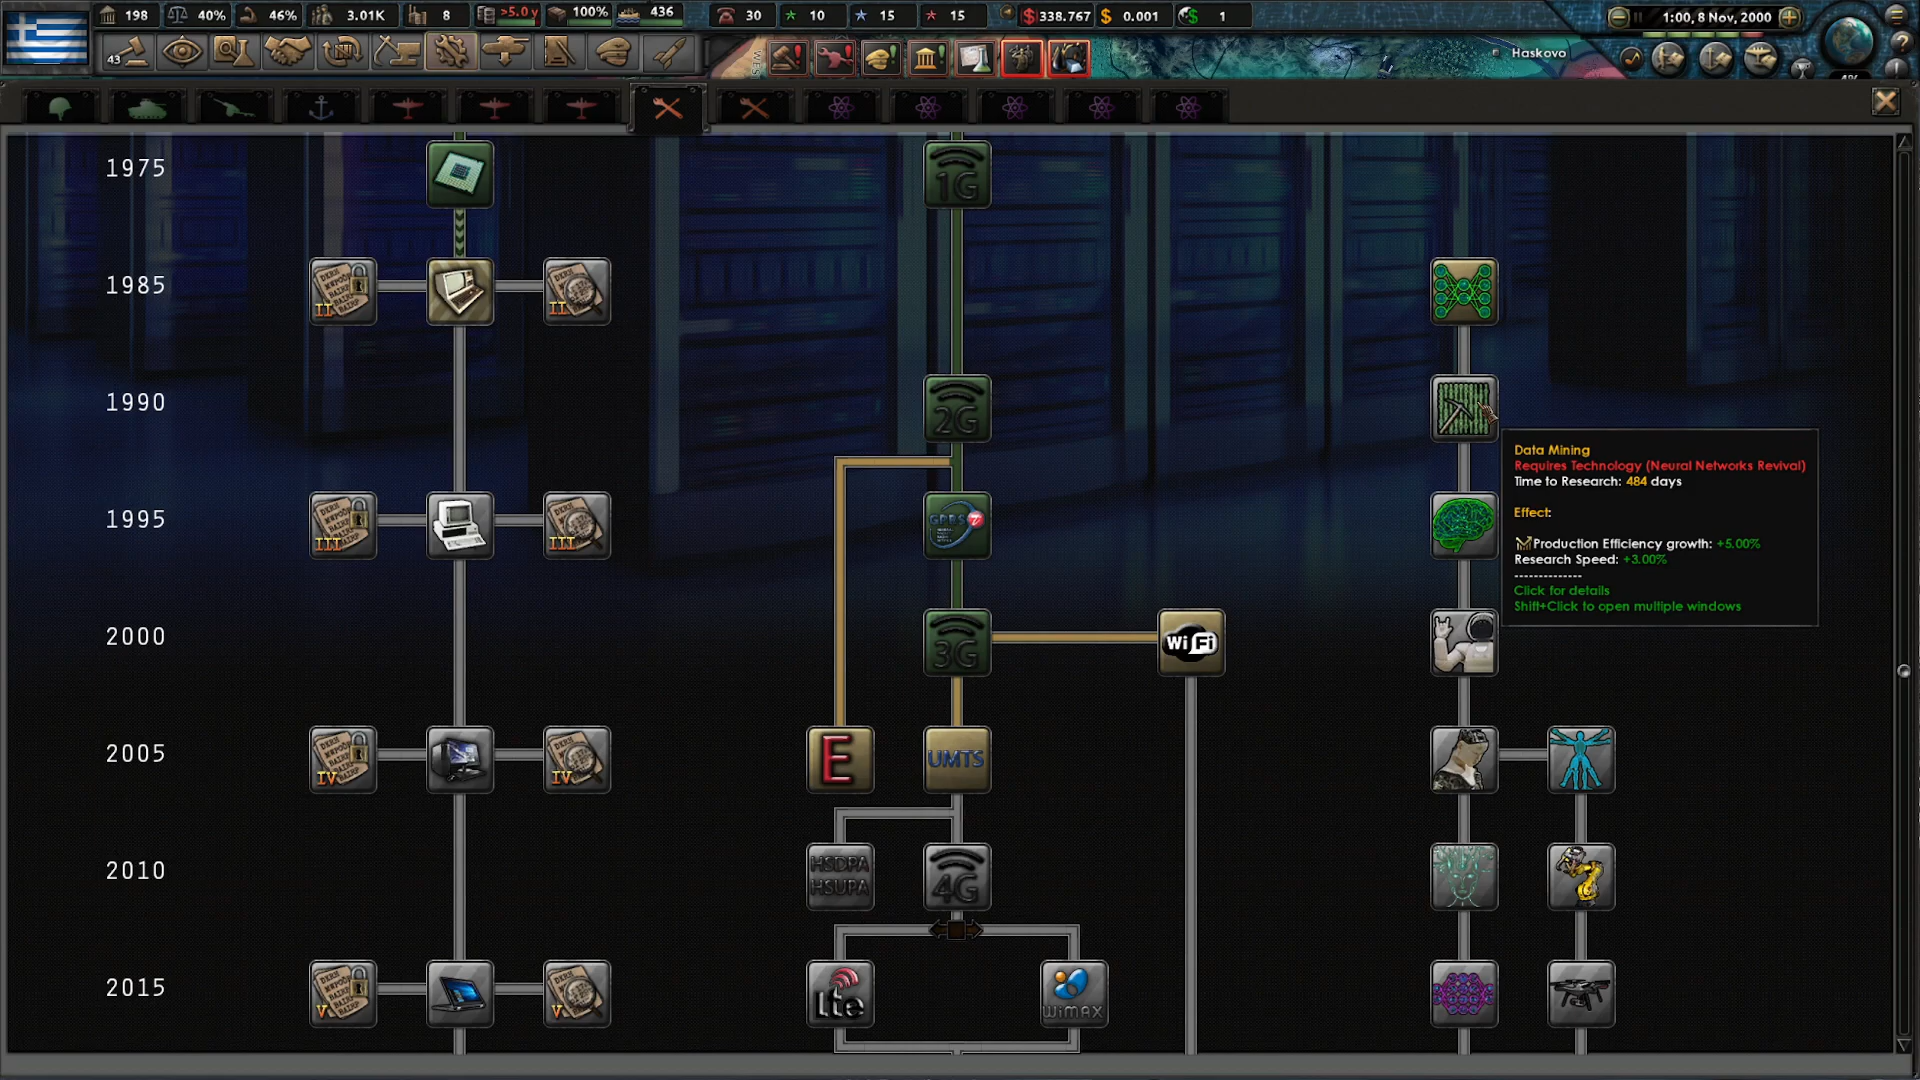 198
40%
46%
3.01K
8
>5.0 y
100%
436
30
10
15
15
338.767
0.001
1
1:00, 8 Nov, 2000
43
WES
Haskovo
4%
1975
1G
1985
II
II
1990
2G
Data Mining
Requires Technology (Neural Networks Revival)
Time to Research: 484 days
Effect:
Production Efficiency growth: +5.00%
Research Speed: +3.00%
--------------
Click for details
Shift+Click to open multiple windows
1995
III
III
GPRS
2000
3G
WiFi
2005
IV
IV
E
UMTS
2010
HSDPA
HSUPA
4G
2015
V
V
Lte
WiMAX